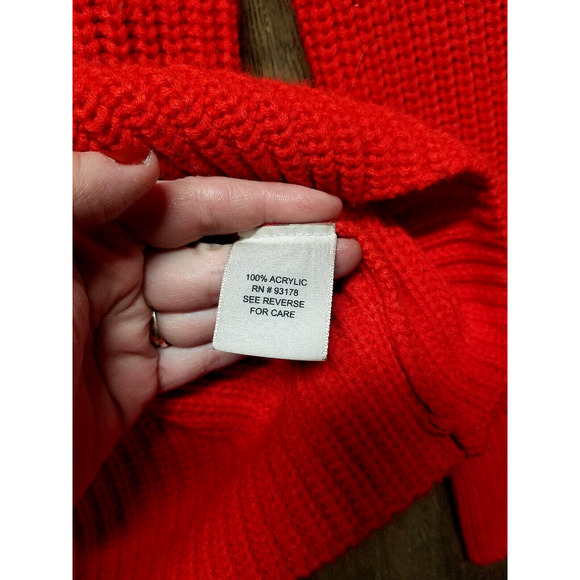 100% ACRYLIC
RN # 93178
SEE REVERSE
FOR CARE